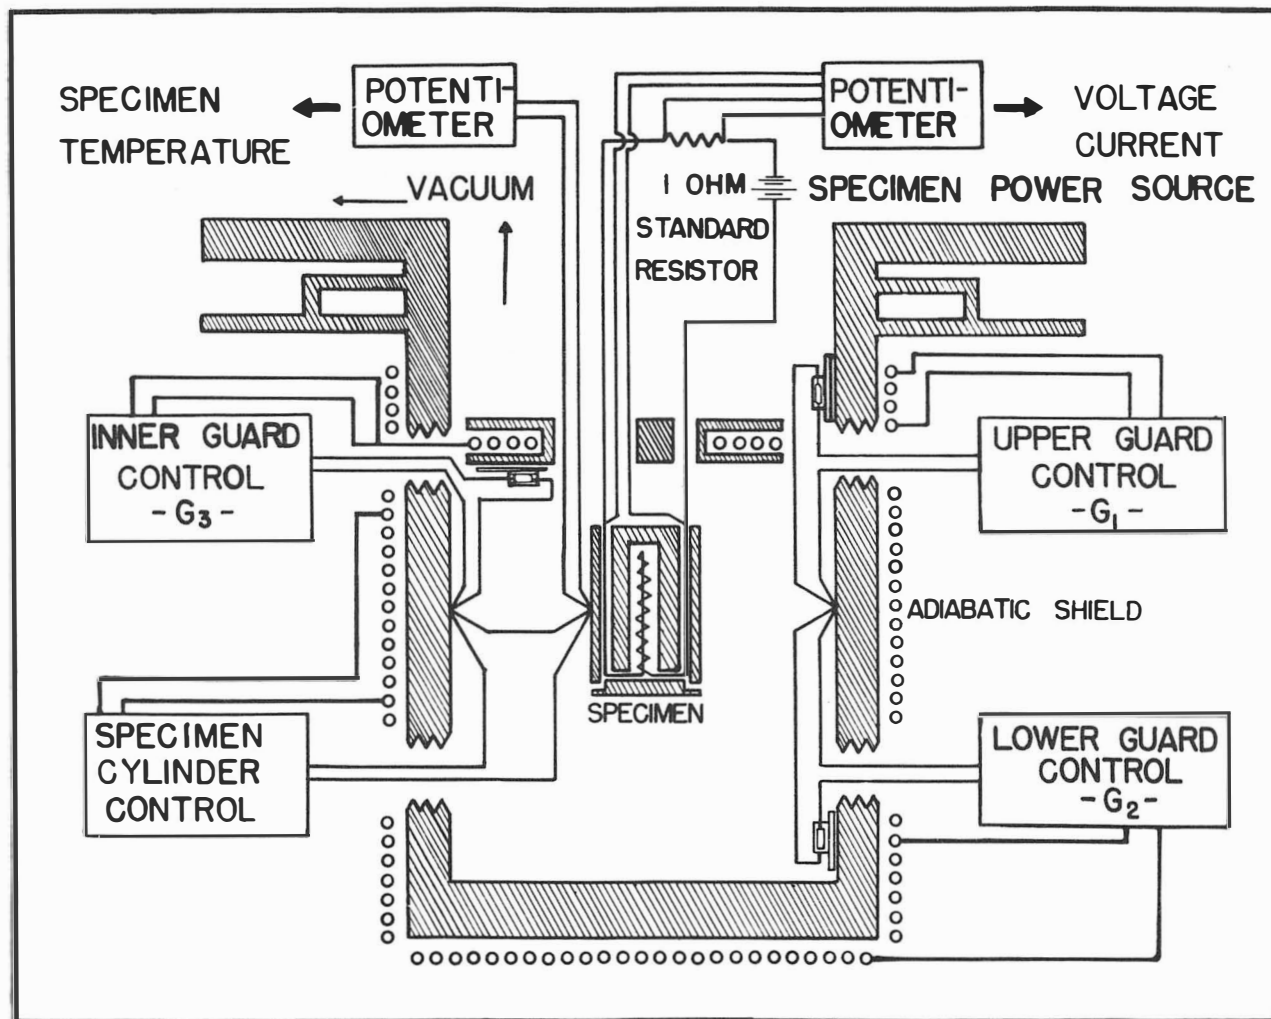 SPECIMEN
TEMPERATURE
POTENTI-
OMETER
POTENTI-
OMETER
VOLTAGE
CURRENT
VACUUM
1 OHM
STANDARD
RESISTOR
SPECIMEN POWER SOURCE
INNER GUARD
CONTROL
- G3 -
UPPER GUARD
CONTROL
- G1 -
ADIABATIC SHIELD
SPECIMEN
SPECIMEN
CYLINDER
CONTROL
LOWER GUARD
CONTROL
- G2 -